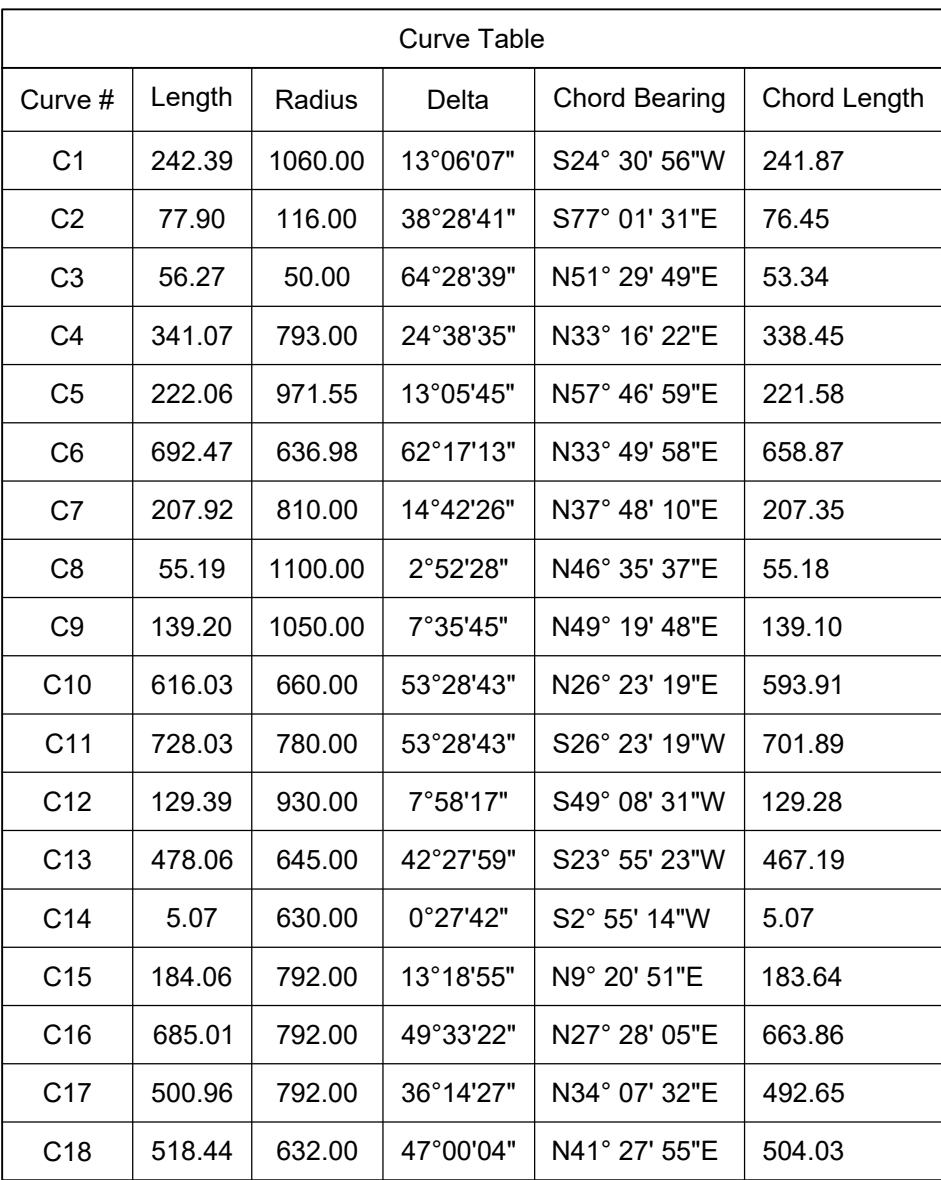 Curve Table
Curve # Length Radius Delta Chord Bearing Chord Length
C1 242.39 1060.00 13°06'07" S24° 30' 56"W 241.87
C2 77.90 116.00 38°28'41" S77° 01' 31"E 76.45
C3 56.27 50.00 64°28'39" N51° 29' 49"E 53.34
C4 341.07 793.00 24°38'35" N33° 16' 22"E 338.45
C5 222.06 971.55 13°05'45" N57° 46' 59"E 221.58
C6 692.47 636.98 62°17'13" N33° 49' 58"E 658.87
C7 207.92 810.00 14°42'26" N37° 48' 10"E 207.35
C8 55.19 1100.00 2°52'28" N46° 35' 37"E 55.18
C9 139.20 1050.00 7°35'45" N49° 19' 48"E 139.10
C10 616.03 660.00 53°28'43" N26° 23' 19"E 593.91
C11 728.03 780.00 53°28'43" S26° 23' 19"W 701.89
C12 129.39 930.00 7°58'17" S49° 08' 31"W 129.28
C13 478.06 645.00 42°27'59" S23° 55' 23"W 467.19
C14 5.07 630.00 0°27'42" S2° 55' 14"W 5.07
C15 184.06 792.00 13°18'55" N9° 20' 51"E 183.64
C16 685.01 792.00 49°33'22" N27° 28' 05"E 663.86
C17 500.96 792.00 36°14'27" N34° 07' 32"E 492.65
C18 518.44 632.00 47°00'04" N41° 27' 55"E 504.03